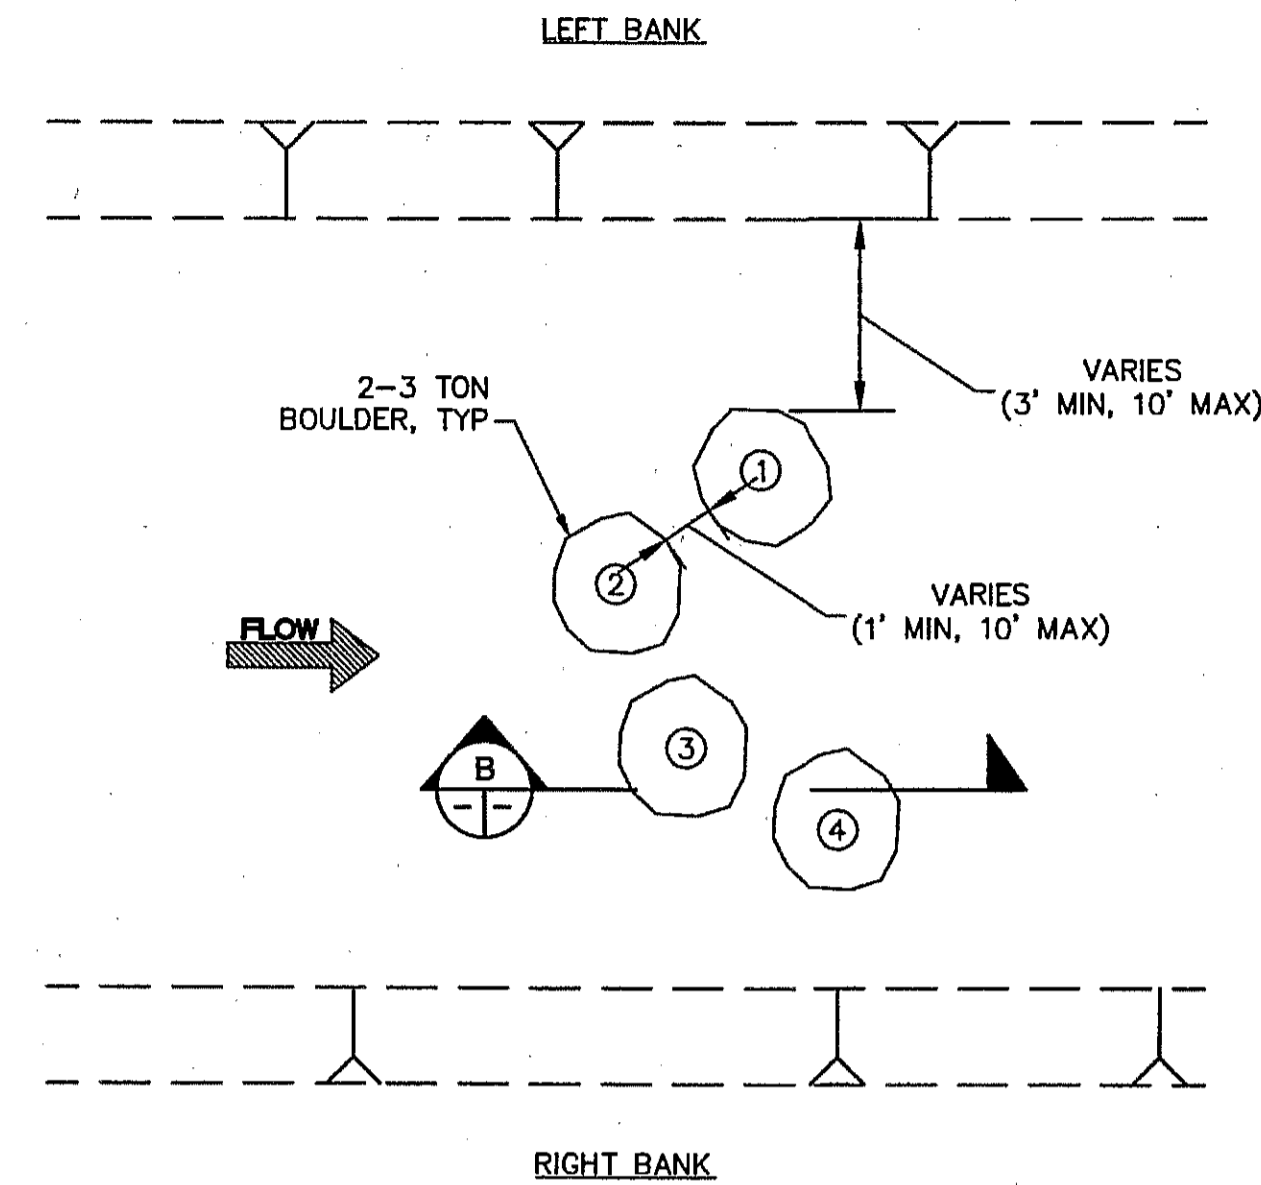 LEFT BANK
2-3 TON
BOULDER, TYP
VARIES
(3' MIN, 10' MAX)
1
2
VARIES
(1' MIN, 10' MAX)
FLOW
3
B
- -
4
RIGHT BANK